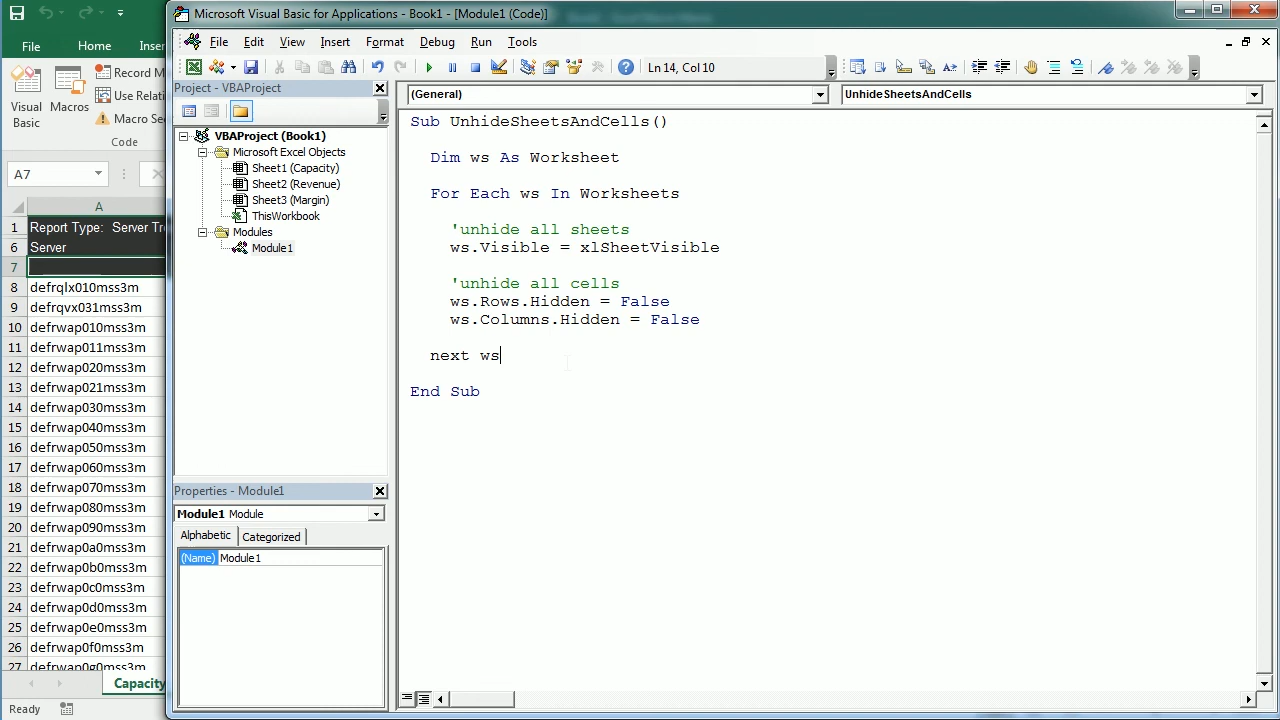 Microsoft Visual Basic for Applications - Book1 - [Module1 (Code)]
File Home Inser
File Edit View Insert Format Debug Run Tools
Visual Basic
Macros
Record M
Use Relati
Macro Se
Code
Ln 14, Col 10
Project - VBAProject
VBAProject (Book1)
Microsoft Excel Objects
Sheet1 (Capacity)
Sheet2 (Revenue)
Sheet3 (Margin)
ThisWorkbook
Modules
Module1
(General)
UnhideSheetsAndCells
Sub UnhideSheetsAndCells()
Dim ws As Worksheet
For Each ws In Worksheets
'unhide all sheets
ws.Visible = xlSheetVisible
'unhide all cells
ws.Rows.Hidden = False
ws.Columns.Hidden = False
next ws
End Sub
A7
A
1 Report Type: Server Tr
6 Server
7
8 defrqlx010mss3m
9 defrqvx031mss3m
10 defrwap010mss3m
11 defrwap011mss3m
12 defrwap020mss3m
13 defrwap021mss3m
14 defrwap030mss3m
15 defrwap040mss3m
16 defrwap050mss3m
17 defrwap060mss3m
18 defrwap070mss3m
19 defrwap080mss3m
20 defrwap090mss3m
21 defrwap0a0mss3m
22 defrwap0b0mss3m
23 defrwap0c0mss3m
24 defrwap0d0mss3m
25 defrwap0e0mss3m
26 defrwap0f0mss3m
27 defrwap0g0mss3m
Capacity
Ready
Properties - Module1
Module1 Module
Alphabetic Categorized
(Name) Module1